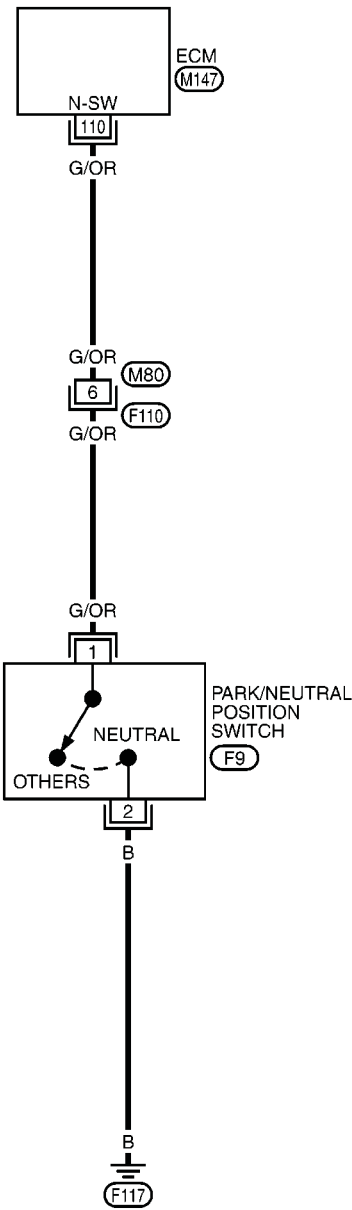 ECM
M147
N-SW
110
G/OR
G/OR
M80
6
F110
G/OR
G/OR
1
PARK/NEUTRAL
POSITION
SWITCH
NEUTRAL
F9
OTHERS
2
B
B
F117